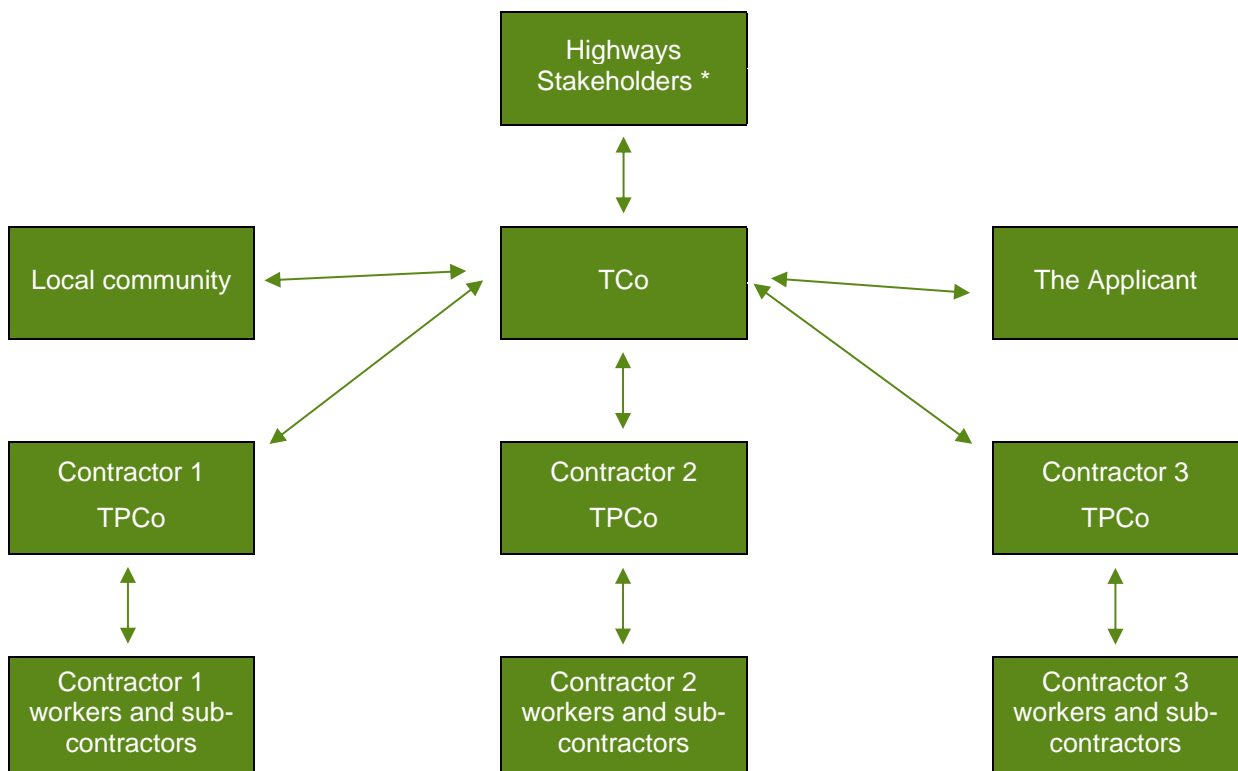 Highways
Stakeholders *
Local community
TCo
The Applicant
Contractor 1
TPCo
Contractor 2
TPCo
Contractor 3
TPCo
Contractor 1
workers and sub-
contractors
Contractor 2
workers and sub-
contractors
Contractor 3
workers and sub-
contractors